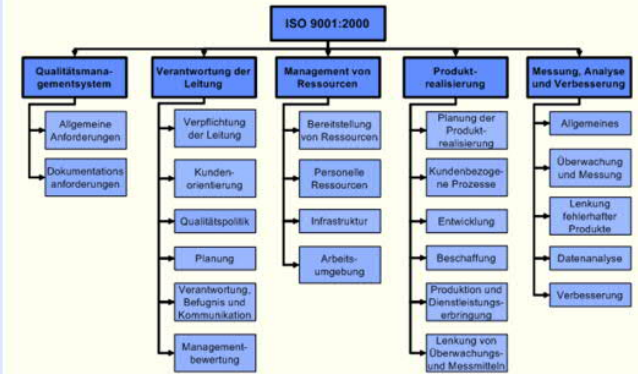 ISO 9001:2000
Qualitätsmana-
gementsystem
Allgemeine
Anforderungen
Dokumentations
anforderungen
Verantwortung der
Leitung
Verpflichtung
der Leitung
Kunden-
orientierung
Qualitätspolitik
Planung
Verantwortung,
Befugnis und
Kommunikation
Management-
bewertung
Management von
Ressourcen
Bereitstellung
von Ressourcen
Personelle
Ressourcen
Infrastruktur
Arbeits-
umgebung
Produkt-
realisierung
Planung der
Produkt-
realisierung
Kundenbezoge-
ne Prozesse
Entwicklung
Beschaffung
Produktion und
Dienstleistungs-
erbringung
Lenkung von
Überwachungs-
und Messmitteln
Messung, Analyse
und Verbesserung
Allgemeines
Überwachung
und Messung
Lenkung
fehlerhafter
Produkte
Datenanalyse
Verbesserung